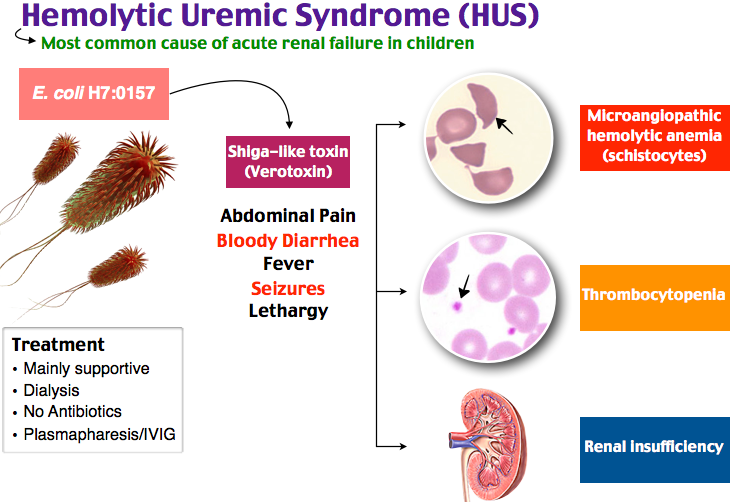 Hemolytic Uremic Syndrome (HUS)
Most common cause of acute renal failure in children
E. coli H7:0157
Shiga-like toxin
(Verotoxin)
Abdominal Pain
Bloody Diarrhea
Fever
Seizures
Lethargy
Microangiopathic
hemolytic anemia
(schistocytes)
Thrombocytopenia
Renal insufficiency
Treatment
• Mainly supportive
• Dialysis
• No Antibiotics
• Plasmapharesis/IVIG